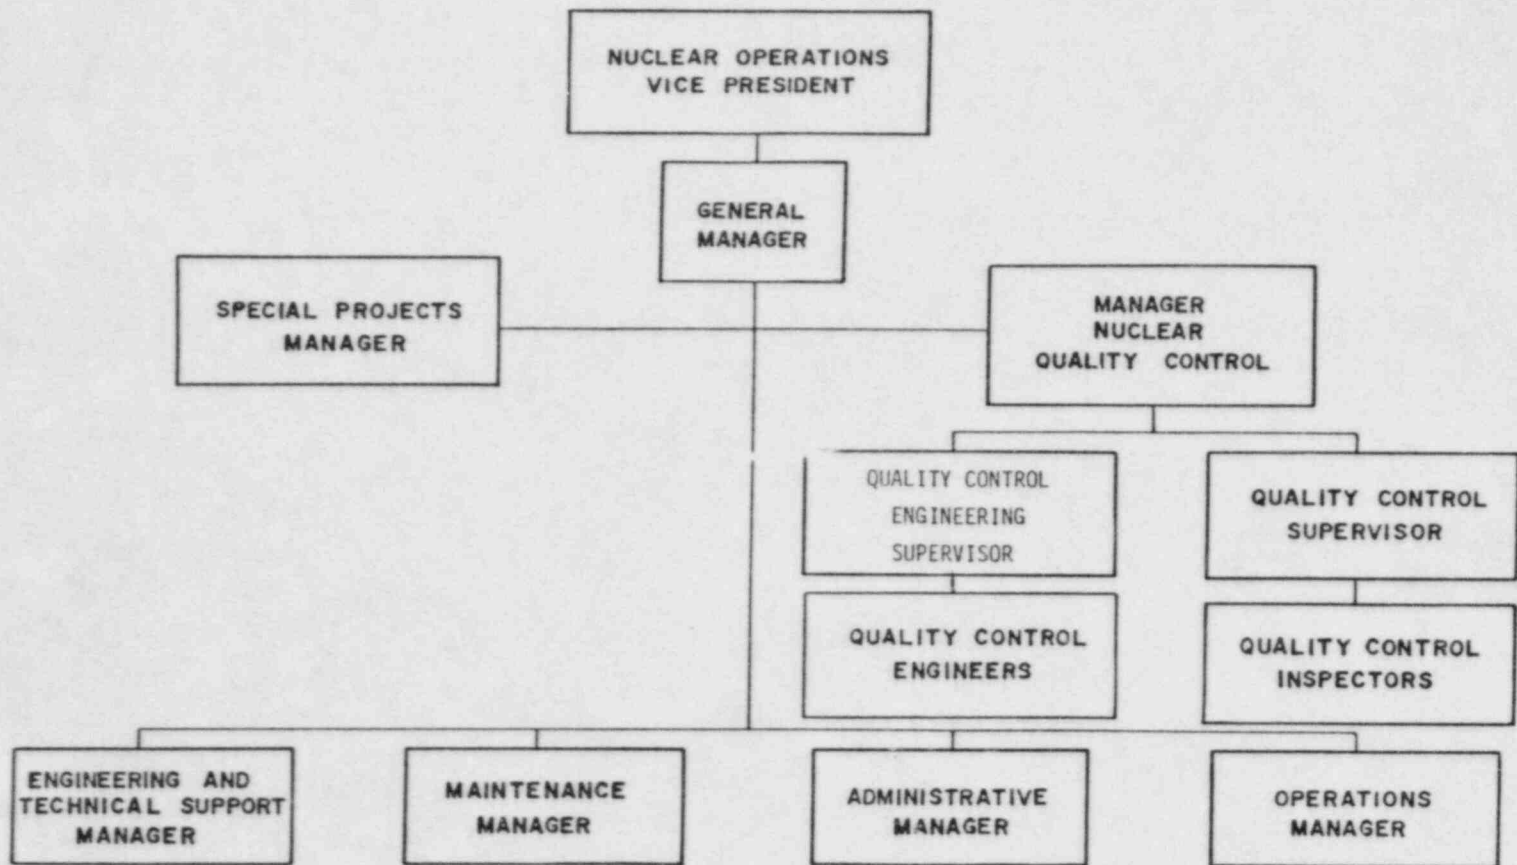 NUCLEAR OPERATIONS
VICE PRESIDENT
GENERAL
MANAGER
SPECIAL PROJECTS
MANAGER
MANAGER
NUCLEAR
QUALITY CONTROL
QUALITY CONTROL
ENGINEERING
SUPERVISOR
QUALITY CONTROL
SUPERVISOR
QUALITY CONTROL
ENGINEERS
QUALITY CONTROL
INSPECTORS
ENGINEERING AND
TECHNICAL SUPPORT
MANAGER
MAINTENANCE
MANAGER
ADMINISTRATIVE
MANAGER
OPERATIONS
MANAGER